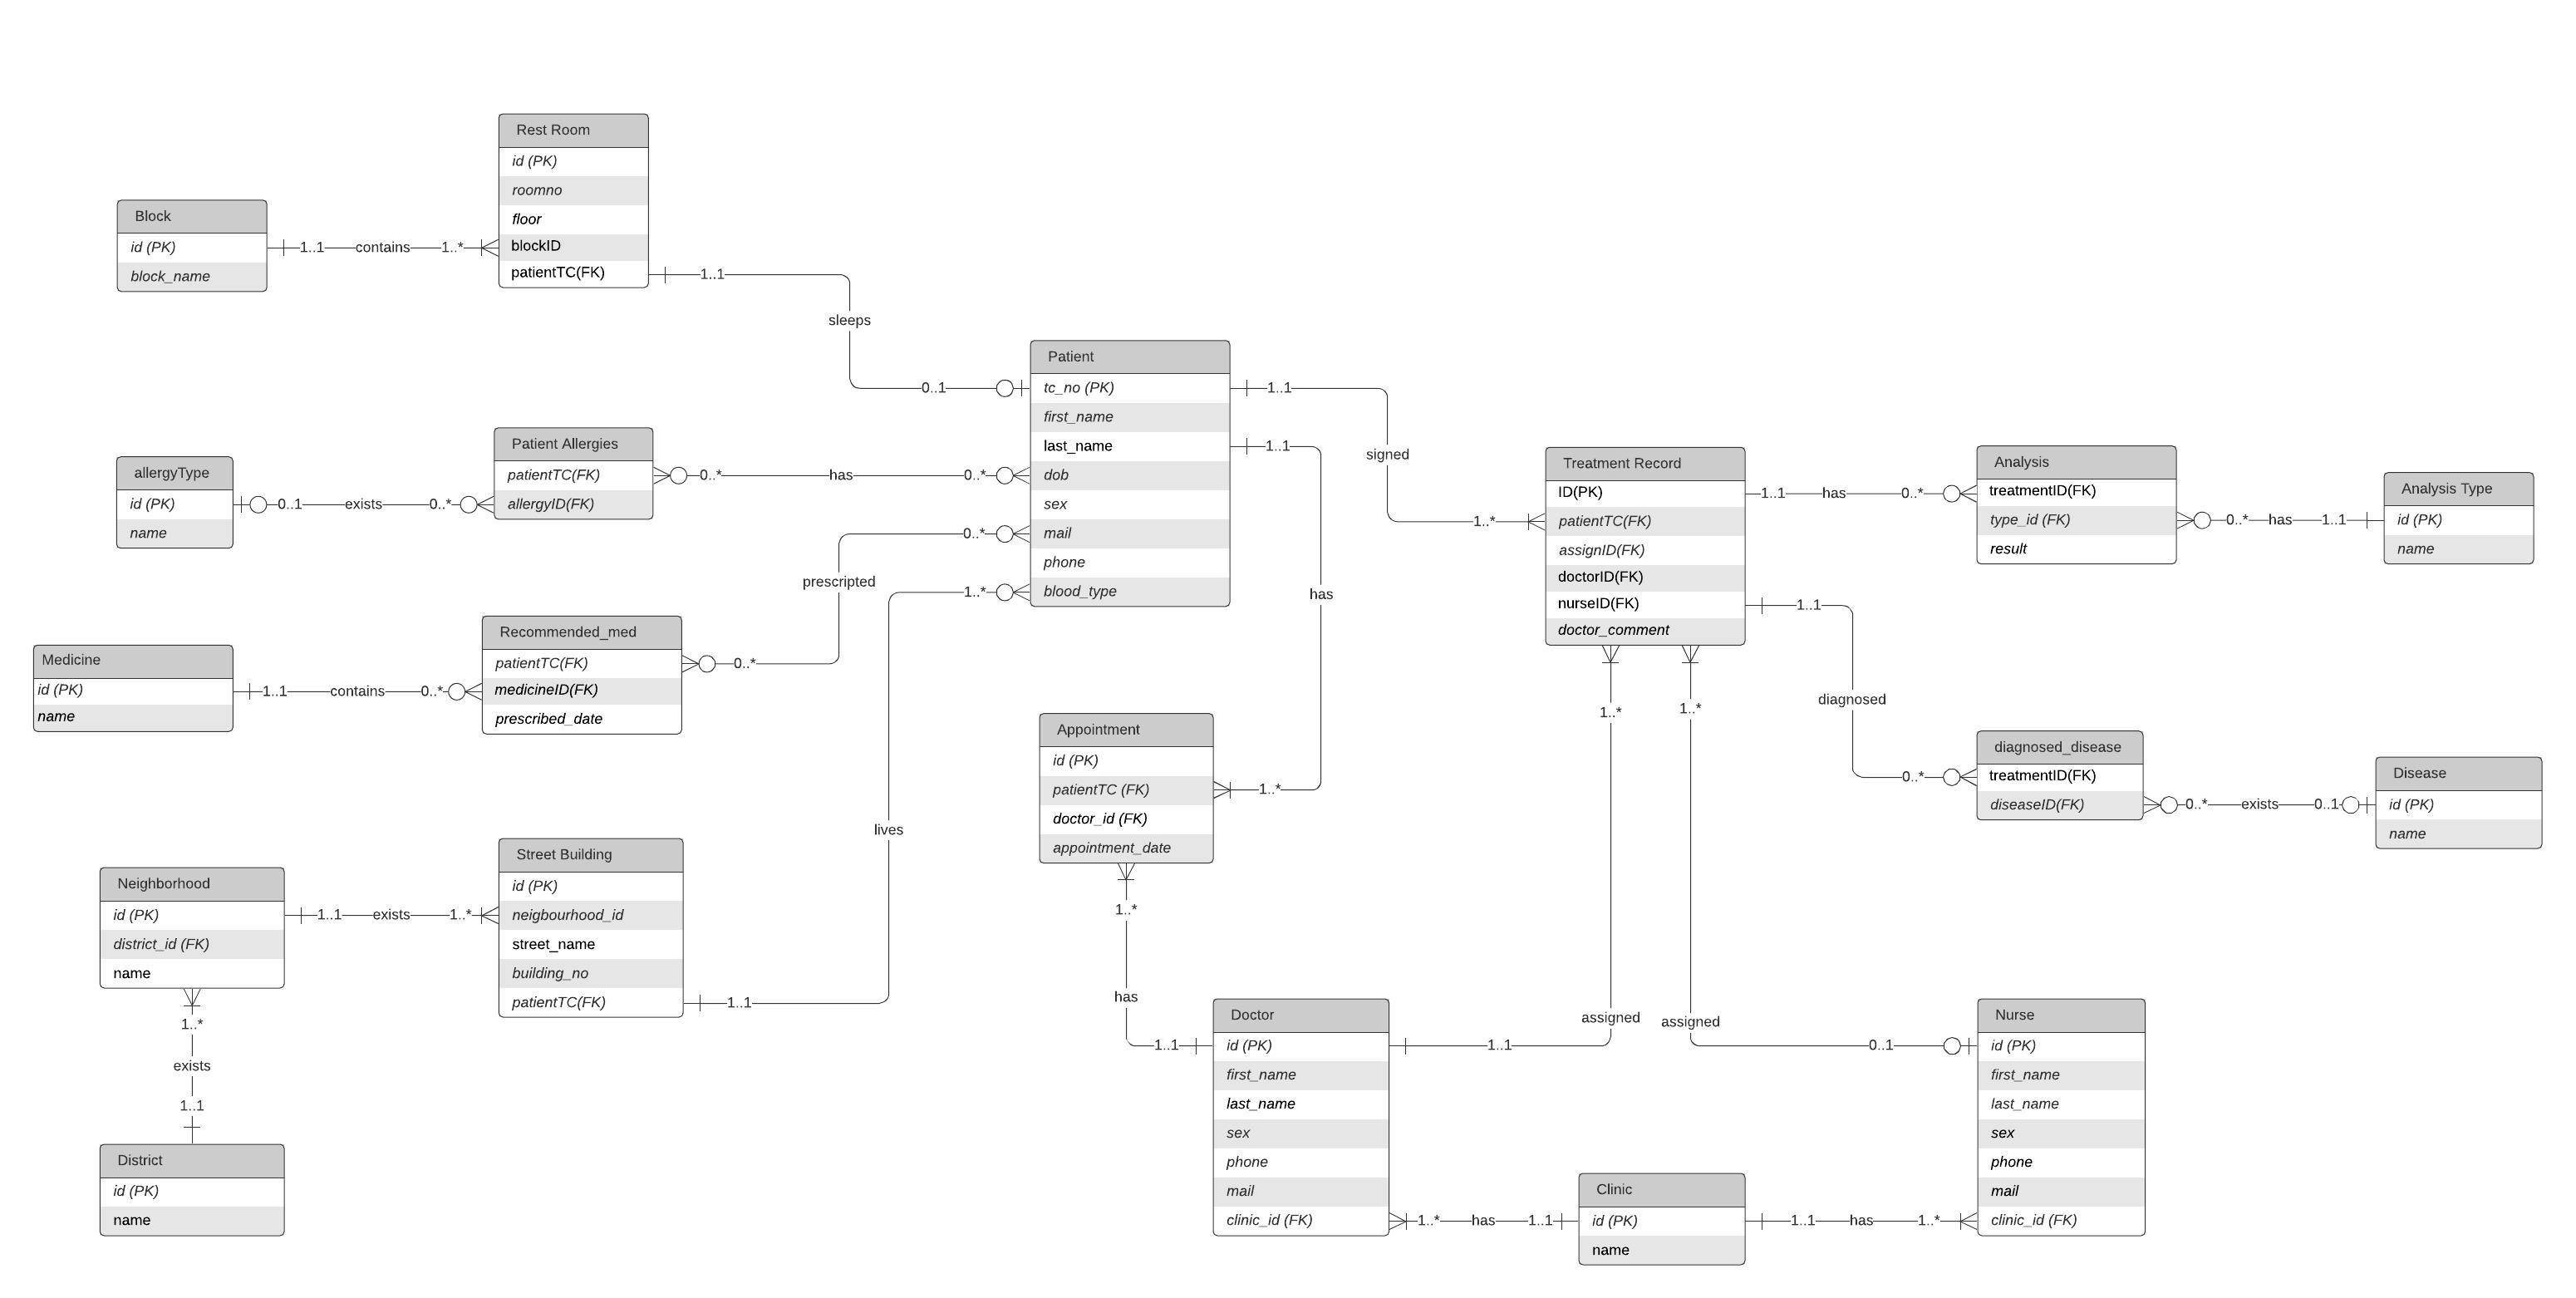 Rest Room
id (PK)
roomno
floor
blockID
patientTC(FK)
Block
id (PK)
block_name
1..1 contains 1..*
1..1
sleeps
0..1
Patient
tc_no (PK)
first_name
last_name
dob
sex
mail
phone
blood_type
allergyType
id (PK)
name
0..1 exists 0..*
Patient Allergies
patientTC(FK)
allergyID(FK)
0..* has 0..*
Medicine
id (PK)
name
1..1 contains 0..*
Recommended_med
patientTC(FK)
medicineID(FK)
prescribed_date
0..*
prescripted
0..*
Neighborhood
id (PK)
district_id (FK)
name
1..1 exists 1..*
Street Building
id (PK)
neigbourhood_id
street_name
building_no
patientTC(FK)
1..1
lives
1..*
1..*
exists
1..1
District
id (PK)
name
1..1
signed
1..*
1..1
has
1..*
Appointment
id (PK)
patientTC (FK)
doctor_id (FK)
appointment_date
1..*
has
1..1
Treatment Record
ID(PK)
patientTC(FK)
assignID(FK)
doctorID(FK)
nurseID(FK)
doctor_comment
1..1 has 0..*
Analysis
treatmentID(FK)
type_id (FK)
result
0..* has 1..1
Analysis Type
id (PK)
name
1..1
diagnosed
0..*
diagnosed_disease
treatmentID(FK)
diseaseID(FK)
0..* exists 0..1
Disease
id (PK)
name
1..*
assigned
1..1
1..*
assigned
0..1
Doctor
id (PK)
first_name
last_name
sex
phone
mail
clinic_id (FK)
1..* has 1..1
Clinic
id (PK)
name
1..1 has 1..*
Nurse
id (PK)
first_name
last_name
sex
phone
mail
clinic_id (FK)